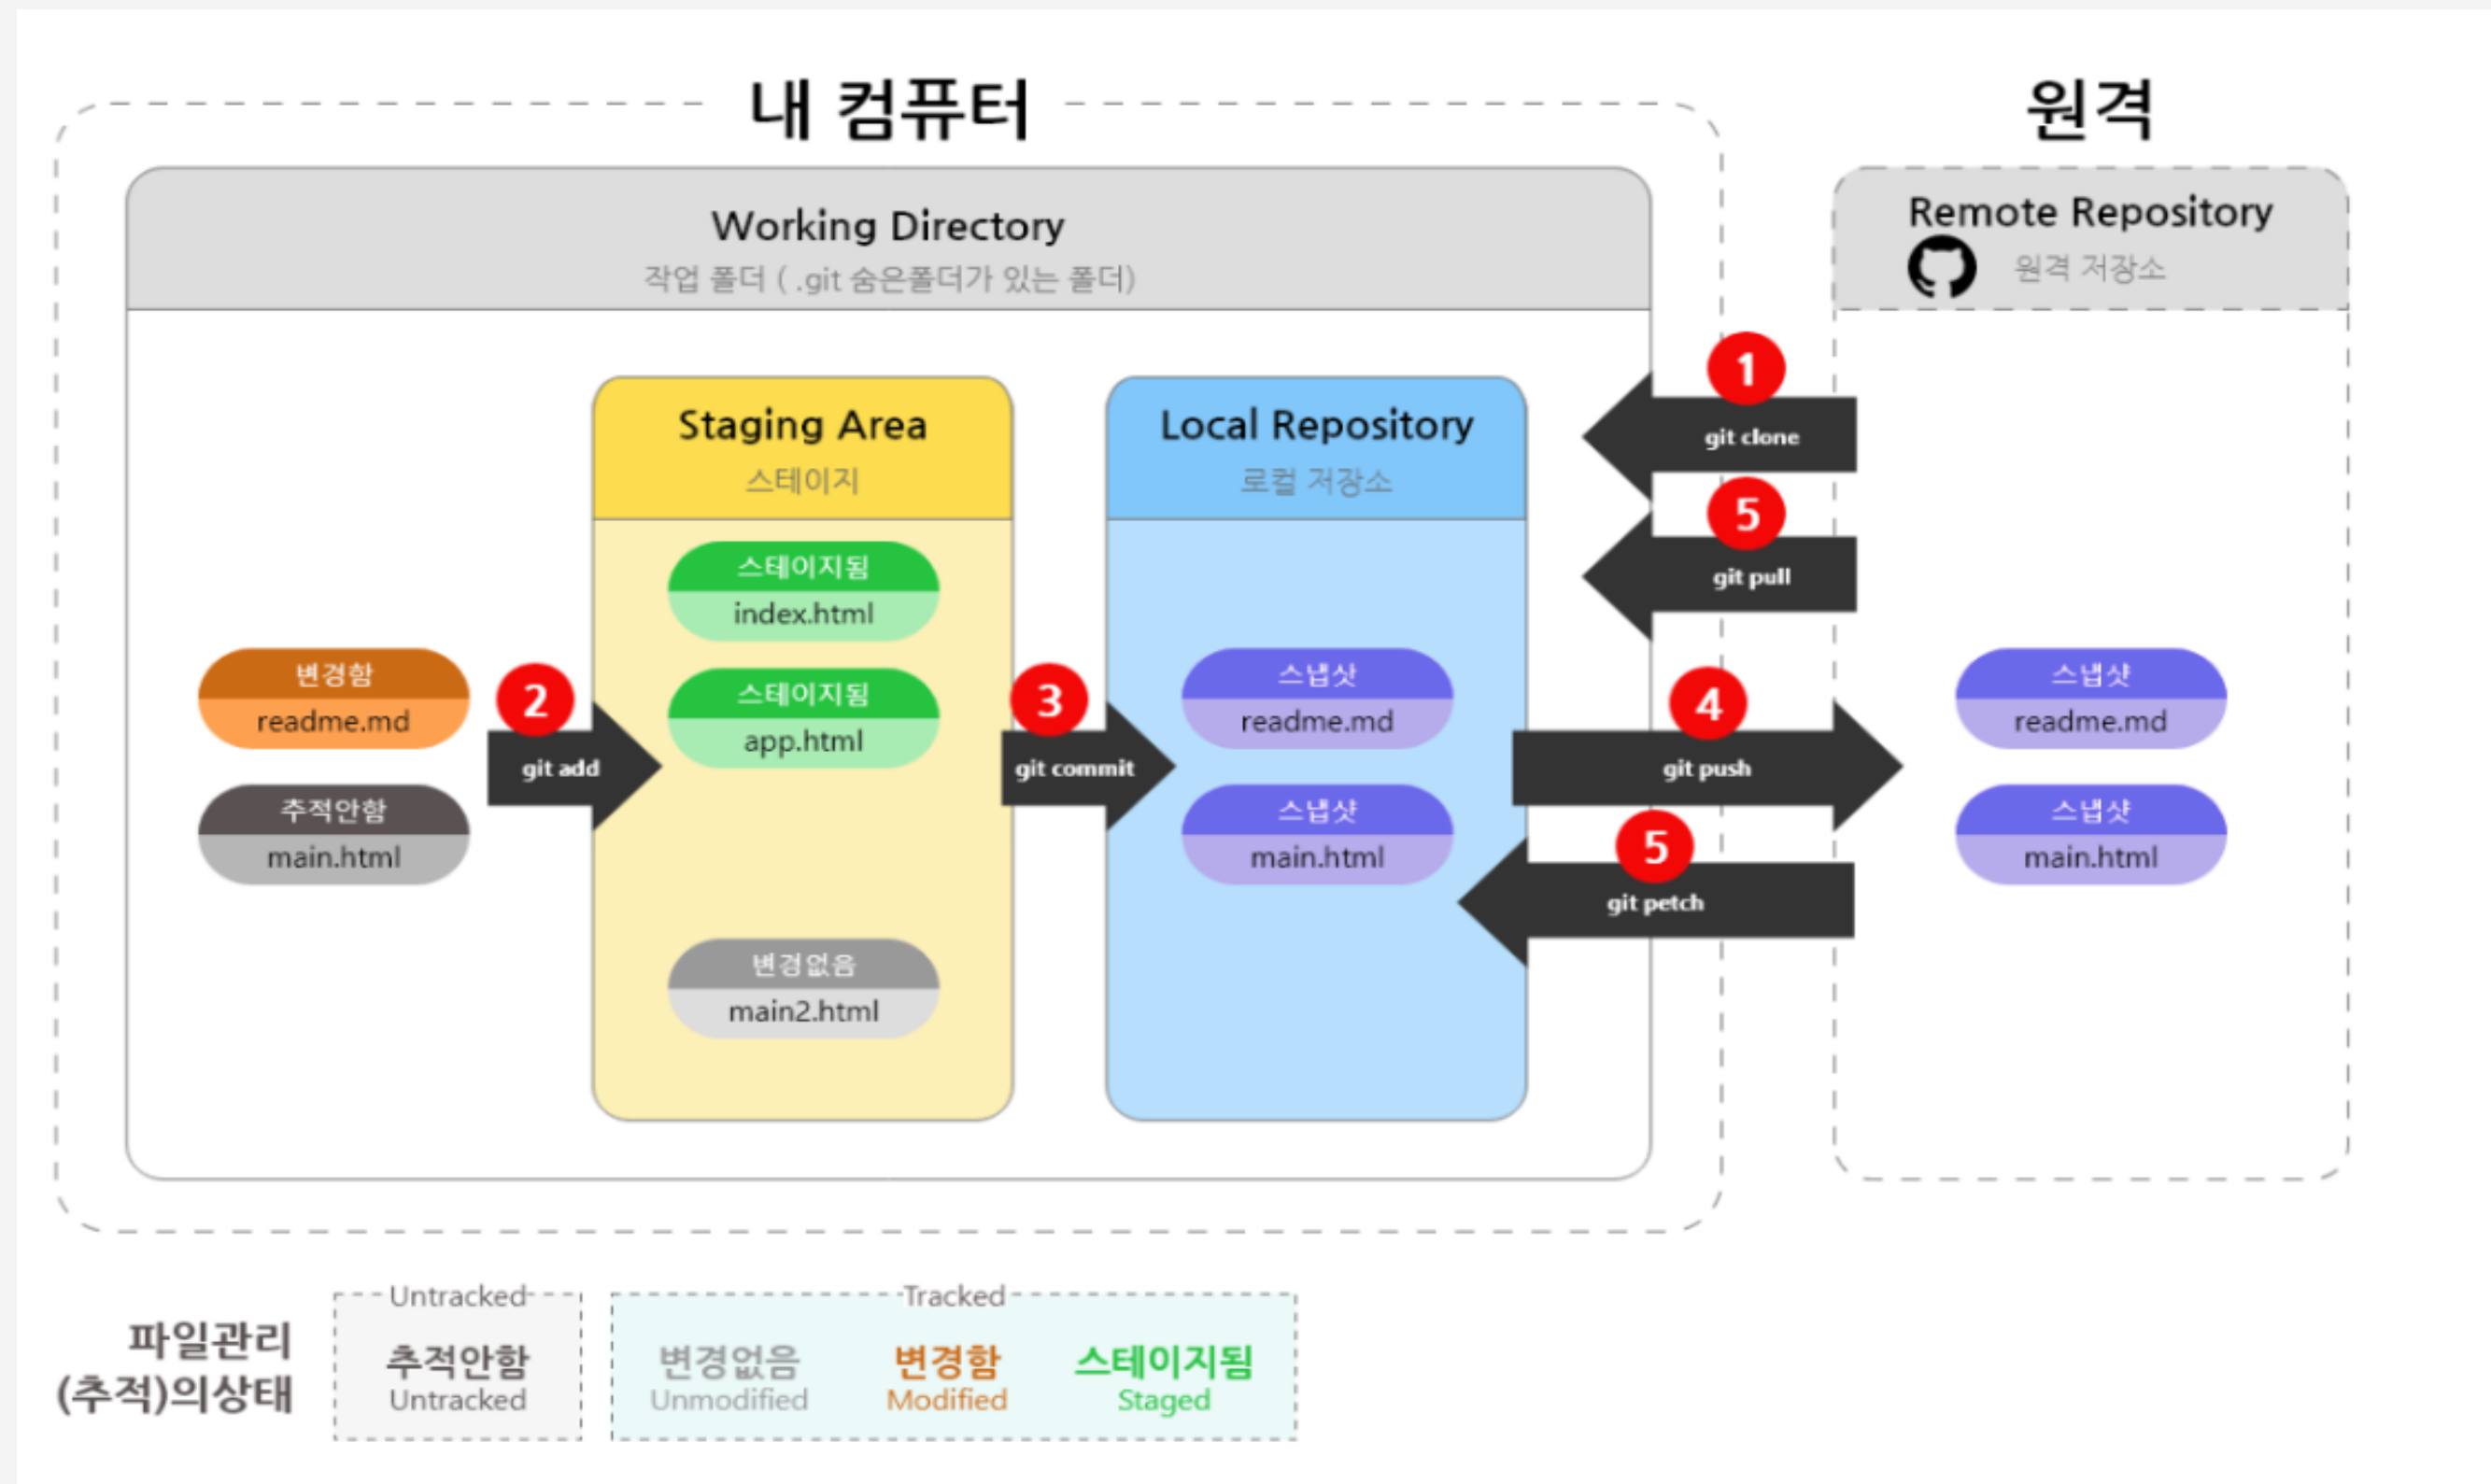 내 컴퓨터
원격
Working Directory
작업 폴더 ( .git 숨은폴더가 있는 폴더)
Remote Repository
원격 저장소
1
git clone
5
git pull
Staging Area
스테이지
Local Repository
로컬 저장소
스테이지됨
index.html
스테이지됨
app.html
변경함
readme.md
추적안함
main.html
2
git add
3
git commit
스냅삿
readme.md
스냅샷
main.html
4
git push
5
git petch
스냅샷
readme.md
스냅샷
main.html
변경없음
main2.html
파일관리
(추적)의상태
Untracked
추적안함
Untracked
Tracked
변경없음
Unmodified
변경함
Modified
스테이지됨
Staged